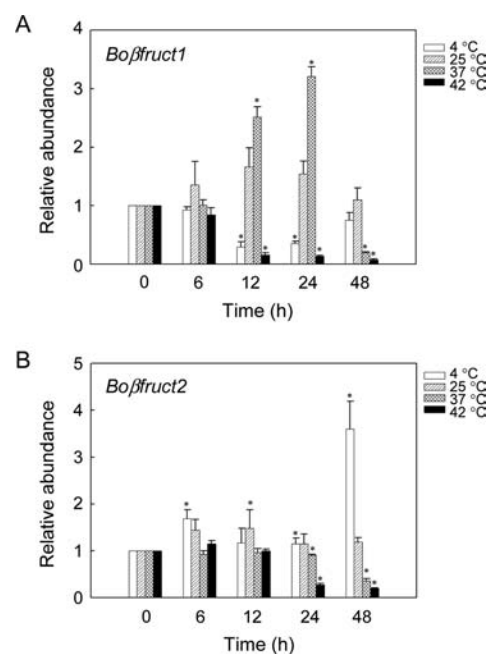 A
Boβfruct1
4 °C
25 °C
37 °C
42 °C
Relative abundance
4
3
2
1
0
*
*
*
*
*
*
*
*
0 6 12 24 48
Time (h)
B
Boβfruct2
4 °C
25 °C
37 °C
42 °C
Relative abundance
5
4
3
2
1
0
*
*
*
*
*
*
*
*
0 6 12 24 48
Time (h)